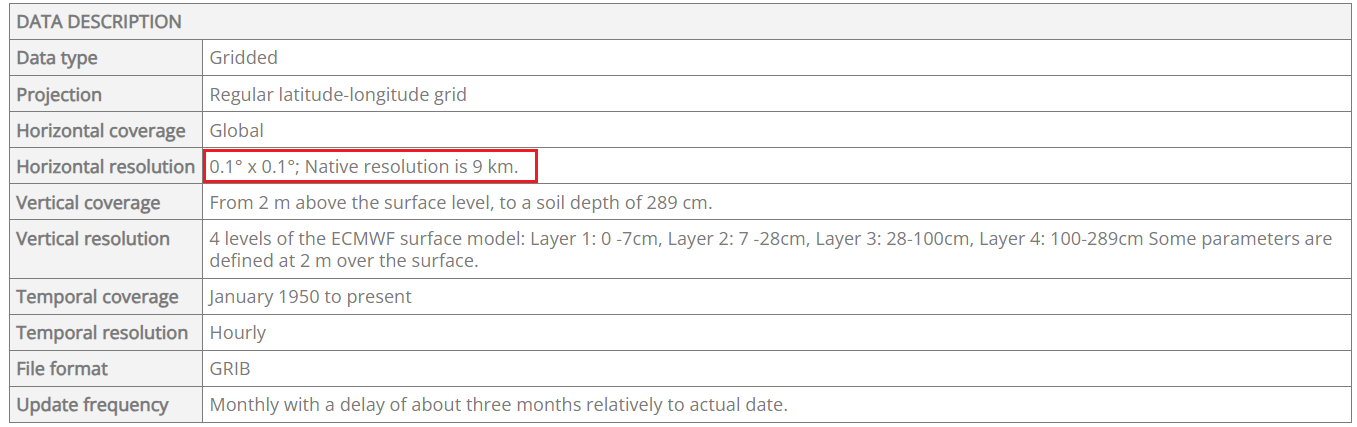 DATA DESCRIPTION
Data type Gridded
Projection Regular latitude-longitude grid
Horizontal coverage Global
Horizontal resolution 0.1° x 0.1°; Native resolution is 9 km.
Vertical coverage From 2 m above the surface level, to a soil depth of 289 cm.
Vertical resolution 4 levels of the ECMWF surface model: Layer 1: 0 -7cm, Layer 2: 7 -28cm, Layer 3: 28-100cm, Layer 4: 100-289cm Some parameters are
defined at 2 m over the surface.
Temporal coverage January 1950 to present
Temporal resolution Hourly
File format GRIB
Update frequency Monthly with a delay of about three months relatively to actual date.